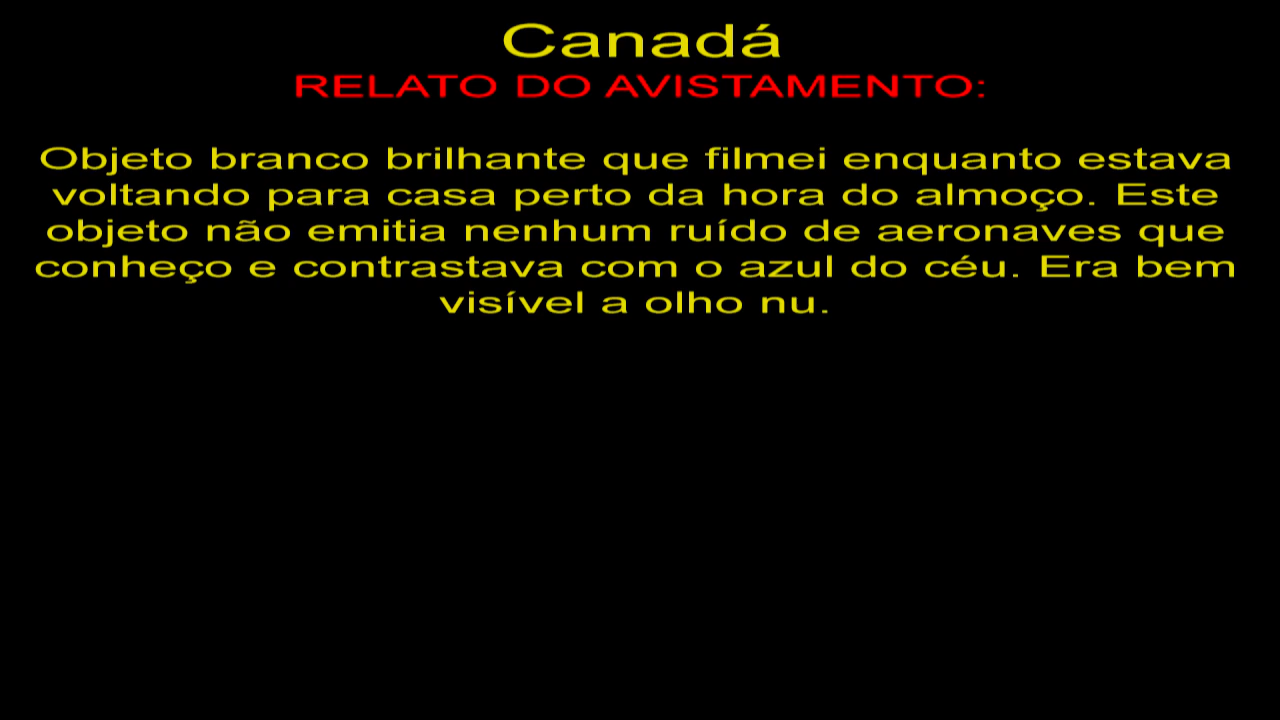 Canadá
RELATO DO AVISTAMENTO:
Objeto branco brilhante que filmei enquanto estava
voltando para casa perto da hora do almoço. Este
objeto não emitia nenhum ruído de aeronaves que
conheço e contrastava com o azul do céu. Era bem
visível a olho nu.